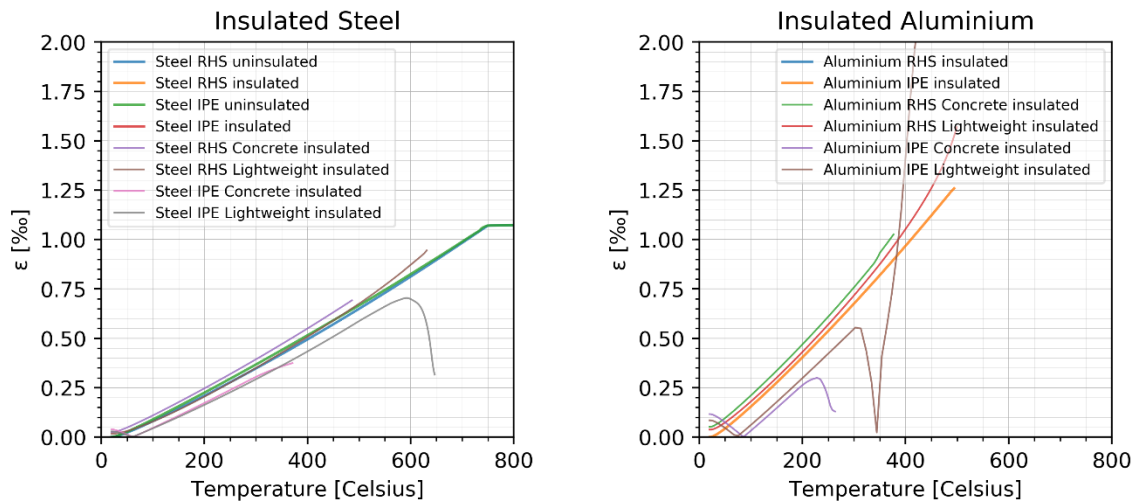 Insulated Steel
2.00
1.75
1.50
1.25
1.00
0.75
0.50
0.25
0.00
ε [‰]
Steel RHS uninsulated
Steel RHS insulated
Steel IPE uninsulated
Steel IPE insulated
Steel RHS Concrete insulated
Steel RHS Lightweight insulated
Steel IPE Concrete insulated
Steel IPE Lightweight insulated
0 200 400 600 800
Temperature [Celsius]
Insulated Aluminium
2.00
1.75
1.50
1.25
1.00
0.75
0.50
0.25
0.00
ε [‰]
Aluminium RHS insulated
Aluminium IPE insulated
Aluminium RHS Concrete insulated
Aluminium RHS Lightweight insulated
Aluminium IPE Concrete insulated
Aluminium IPE Lightweight insulated
0 200 400 600 800
Temperature [Celsius]